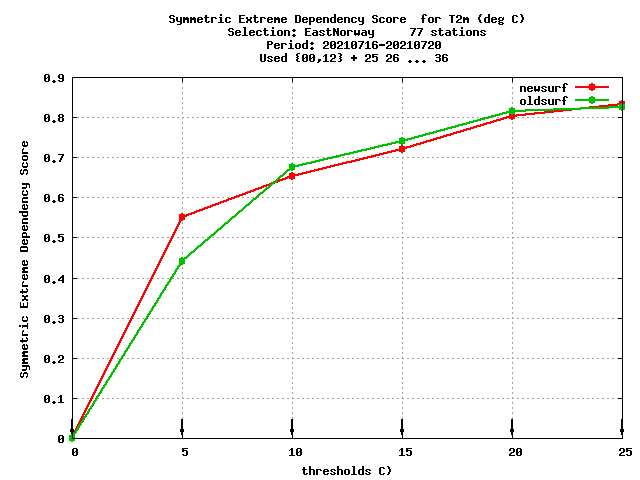 Symmetric Extreme Dependency Score  for T2m (deg C)
Selection: EastNorway     77 stations
Period: 20210716-20210720
Used {00,12} + 25 26 ... 36
newsurf
oldsurf
0.9
0.8
0.7
0.6
0.5
0.4
0.3
0.2
0.1
0
Symmetric Extreme Dependency Score
0 5 10 15 20 25
thresholds C)